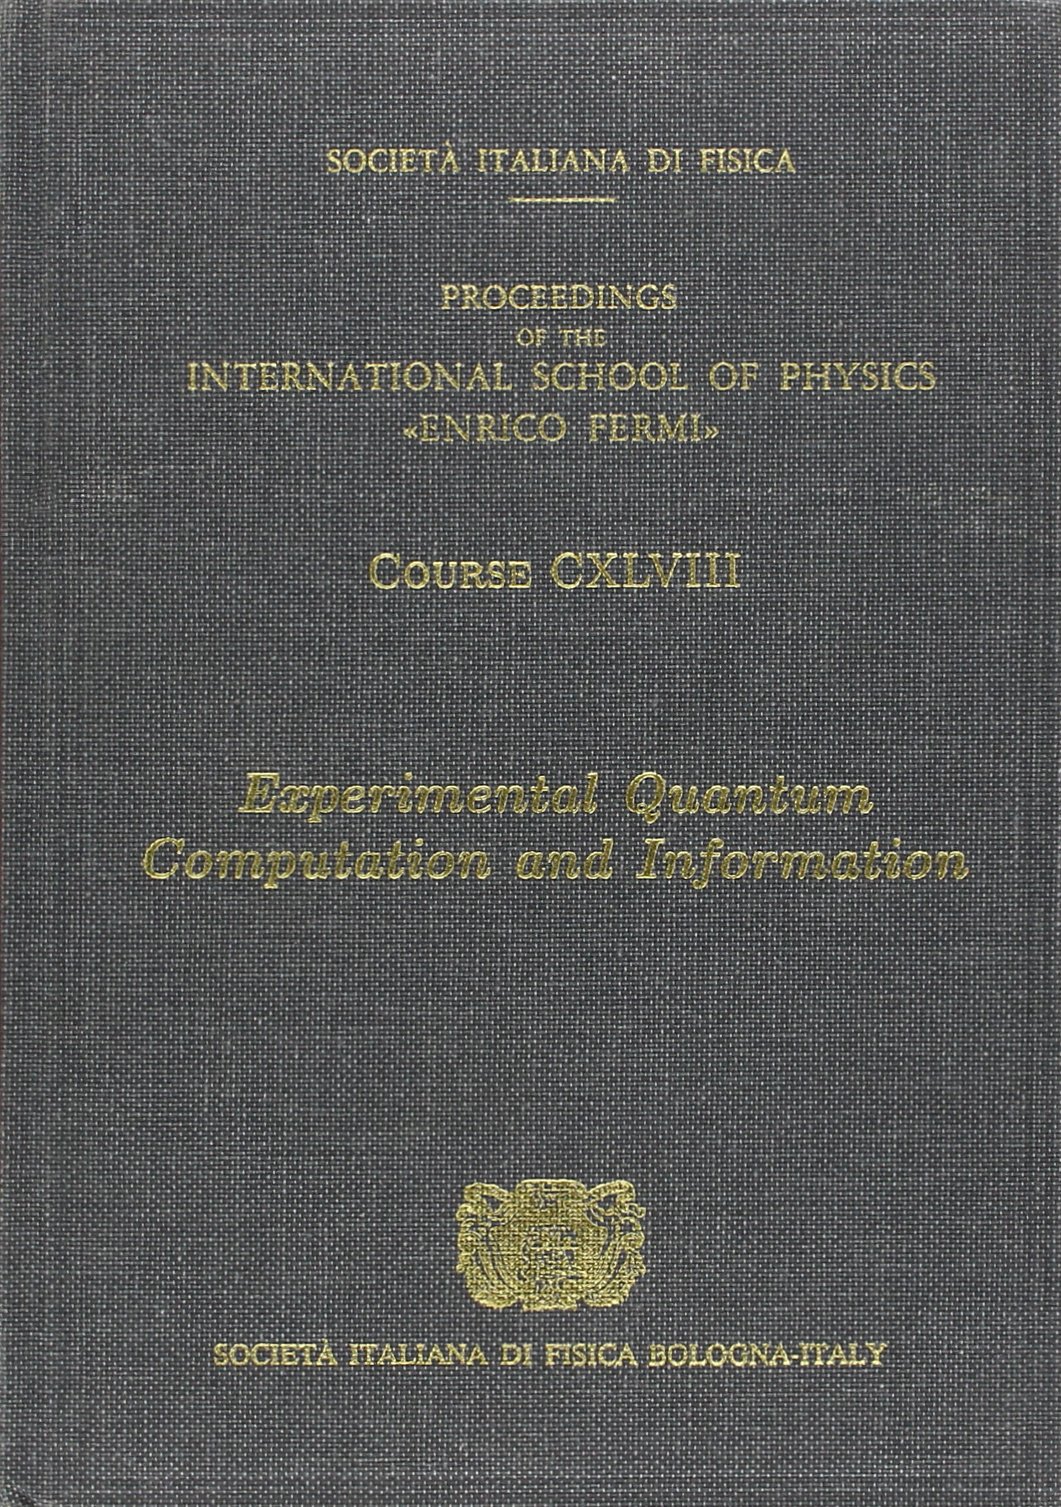 SOCIETÀ ITALIANA DI FISICA
PROCEEDINGS
OF THE
INTERNATIONAL SCHOOL OF PHYSICS
«ENRICO FERMI»
COURSE CXLVIII
Experimental Quantum
Computation and Information
SOCIETÀ ITALIANA DI FISICA BOLOGNA-ITALY